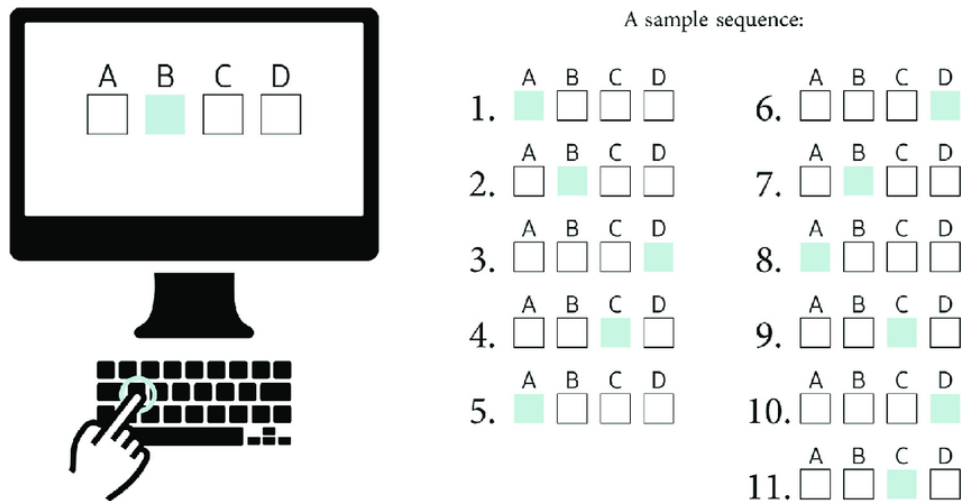 A B C D
A sample sequence:
A B C D
1.
A B C D
2.
A B C D
3.
A B C D
4.
A B C D
5.
A B C D
6.
A B C D
7.
A B C D
8.
A B C D
9.
A B C D
10.
A B C D
11.